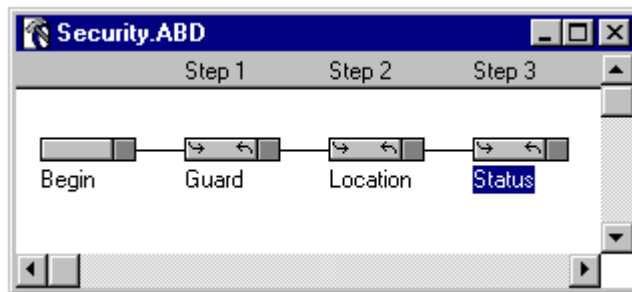 Security.ABD
Step 1 Step 2 Step 3
Begin Guard Location Status